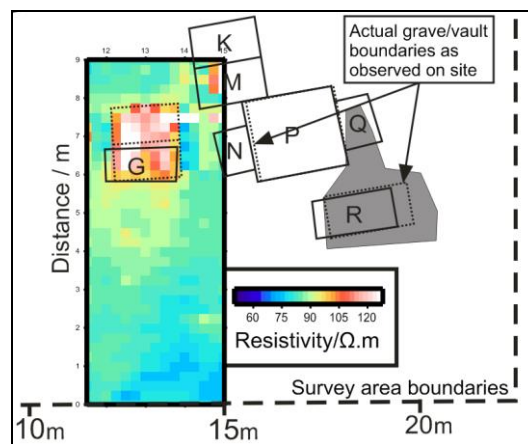 Actual grave/vault
boundaries as
observed on site
K
M
N
P
Q
G
R
12 13 14 15
9
8
7
6
5
4
3
2
1
0
Distance / m
60 75 90 105 120
Resistivity/Ω.m
Survey area boundaries
10m 15m 20m